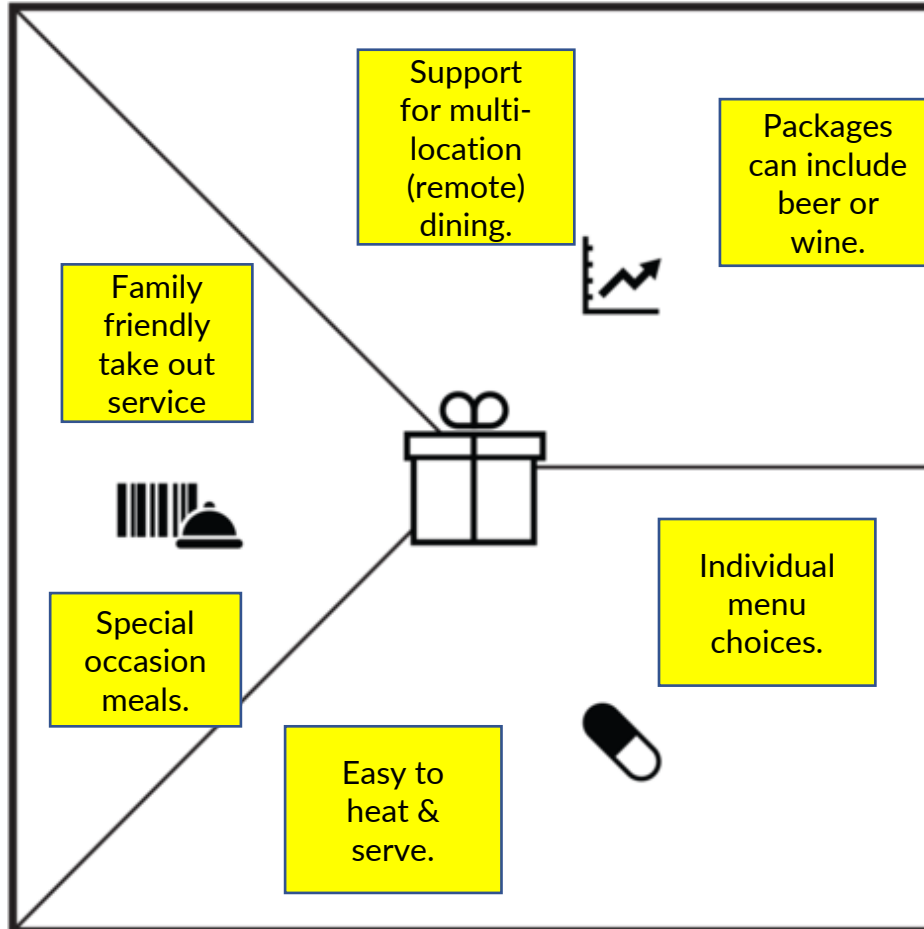 Support
for multi-
location
(remote)
dining.
Packages
can include
beer or
wine.
Family
friendly
take out
service
Special
occasion
meals.
Individual
menu
choices.
Easy to
heat &
serve.